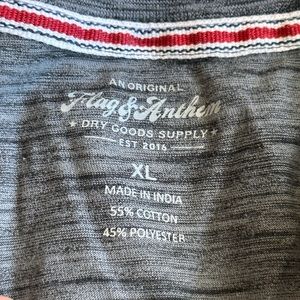 AN ORIGINAL
Flag & Anthem
★ DRY GOODS SUPPLY ★
EST 2016
XL
MADE IN INDIA
55% COTTON
45% POLYESTER